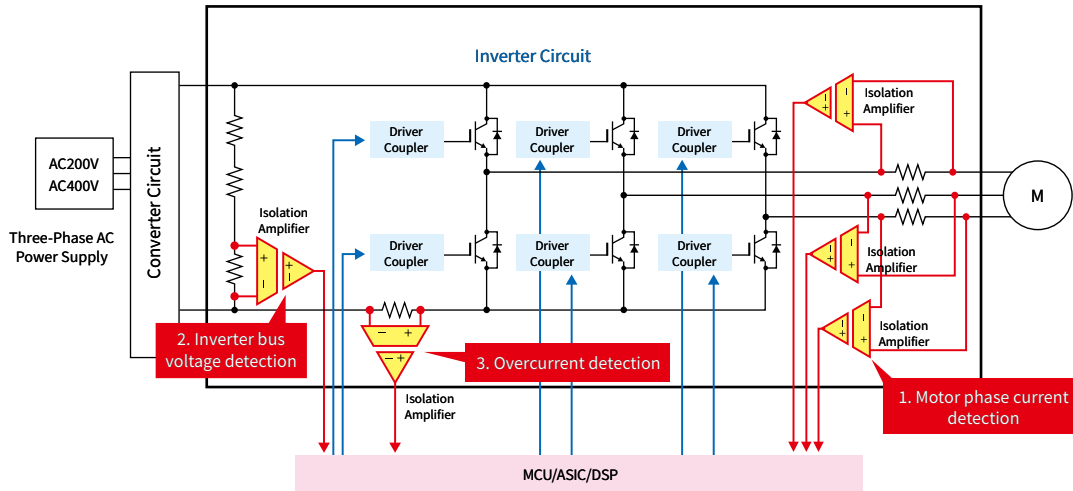 Inverter Circuit
AC200V
AC400V
Three-Phase AC
Power Supply
Converter Circuit
Isolation
Amplifier
+
−
+
−
2. Inverter bus
voltage detection
Driver
Coupler
Driver
Coupler
Driver
Coupler
Driver
Coupler
Driver
Coupler
Driver
Coupler
− +
− +
3. Overcurrent detection
Isolation
Amplifier
Isolation
Amplifier
−
+
−
+
Isolation
Amplifier
−
+
−
+
Isolation
Amplifier
−
+
−
+
M
1. Motor phase current
detection
MCU/ASIC/DSP